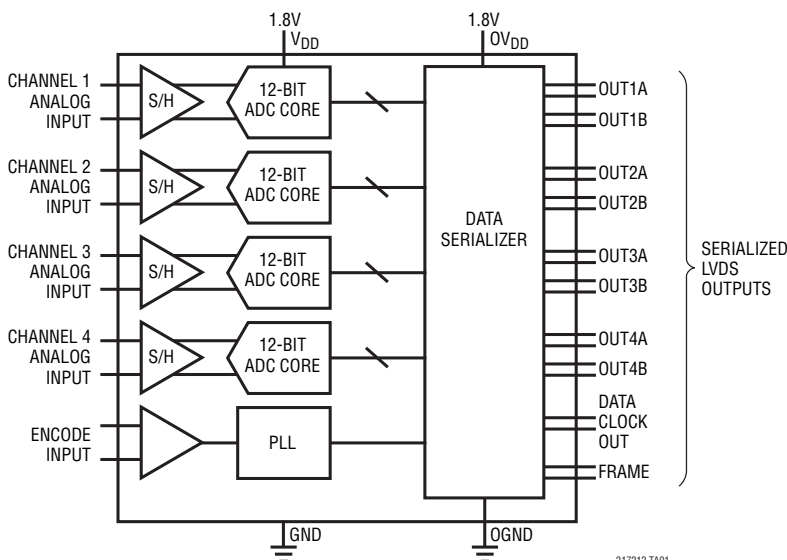 1.8V
VDD
1.8V
OVDD
CHANNEL 1
ANALOG
INPUT
S/H
12-BIT
ADC CORE
OUT1A
OUT1B
CHANNEL 2
ANALOG
INPUT
S/H
12-BIT
ADC CORE
OUT2A
OUT2B
DATA
SERIALIZER
SERIALIZED
LVDS
OUTPUTS
CHANNEL 3
ANALOG
INPUT
S/H
12-BIT
ADC CORE
OUT3A
OUT3B
CHANNEL 4
ANALOG
INPUT
S/H
12-BIT
ADC CORE
OUT4A
OUT4B
ENCODE
INPUT
PLL
DATA
CLOCK
OUT
FRAME
GND
OGND
217212 TA01